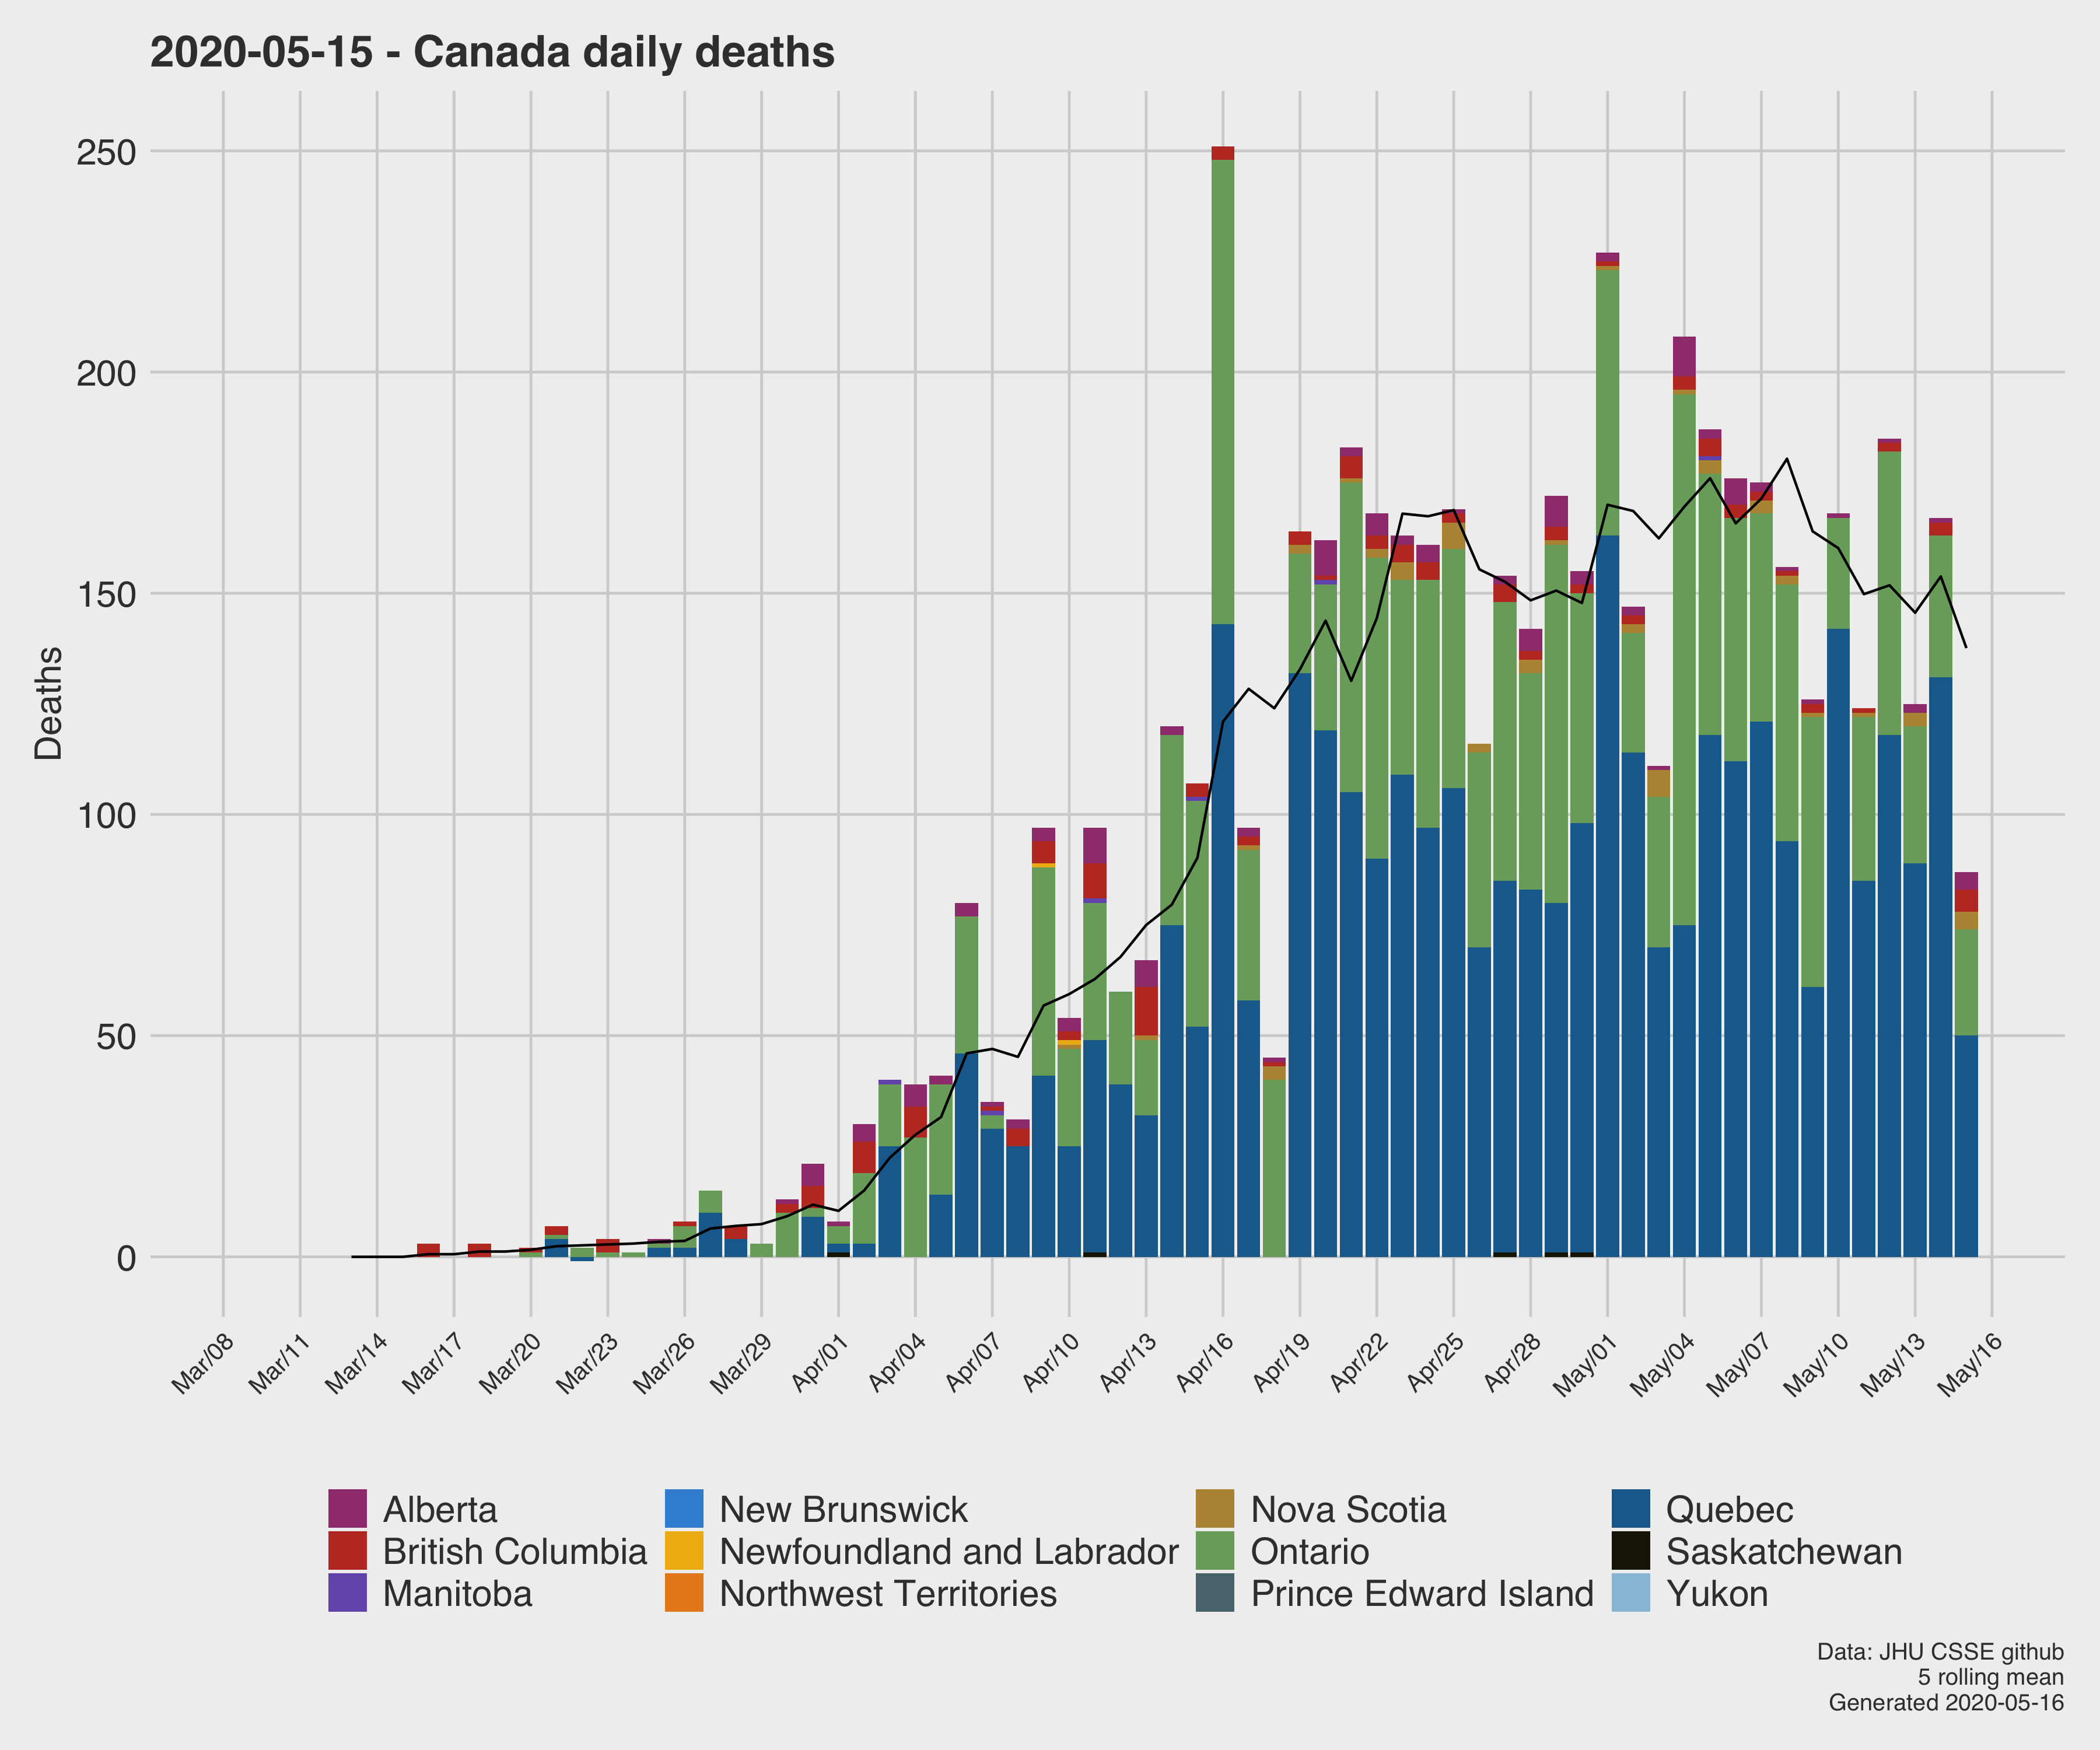 2020-05-15 - Canada daily deaths
250
200
150
100
50
0
Deaths
Mar/08
Mar/11
Mar/14
Mar/17
Mar/20
Mar/23
Mar/26
Mar/29
Apr/01
Apr/04
Apr/07
Apr/10
Apr/13
Apr/16
Apr/19
Apr/22
Apr/25
Apr/28
May/01
May/04
May/07
May/10
May/13
May/16
Alberta
New Brunswick
Nova Scotia
Quebec
British Columbia
Newfoundland and Labrador
Ontario
Saskatchewan
Manitoba
Northwest Territories
Prince Edward Island
Yukon
Data: JHU CSSE github
5 rolling mean
Generated 2020-05-16